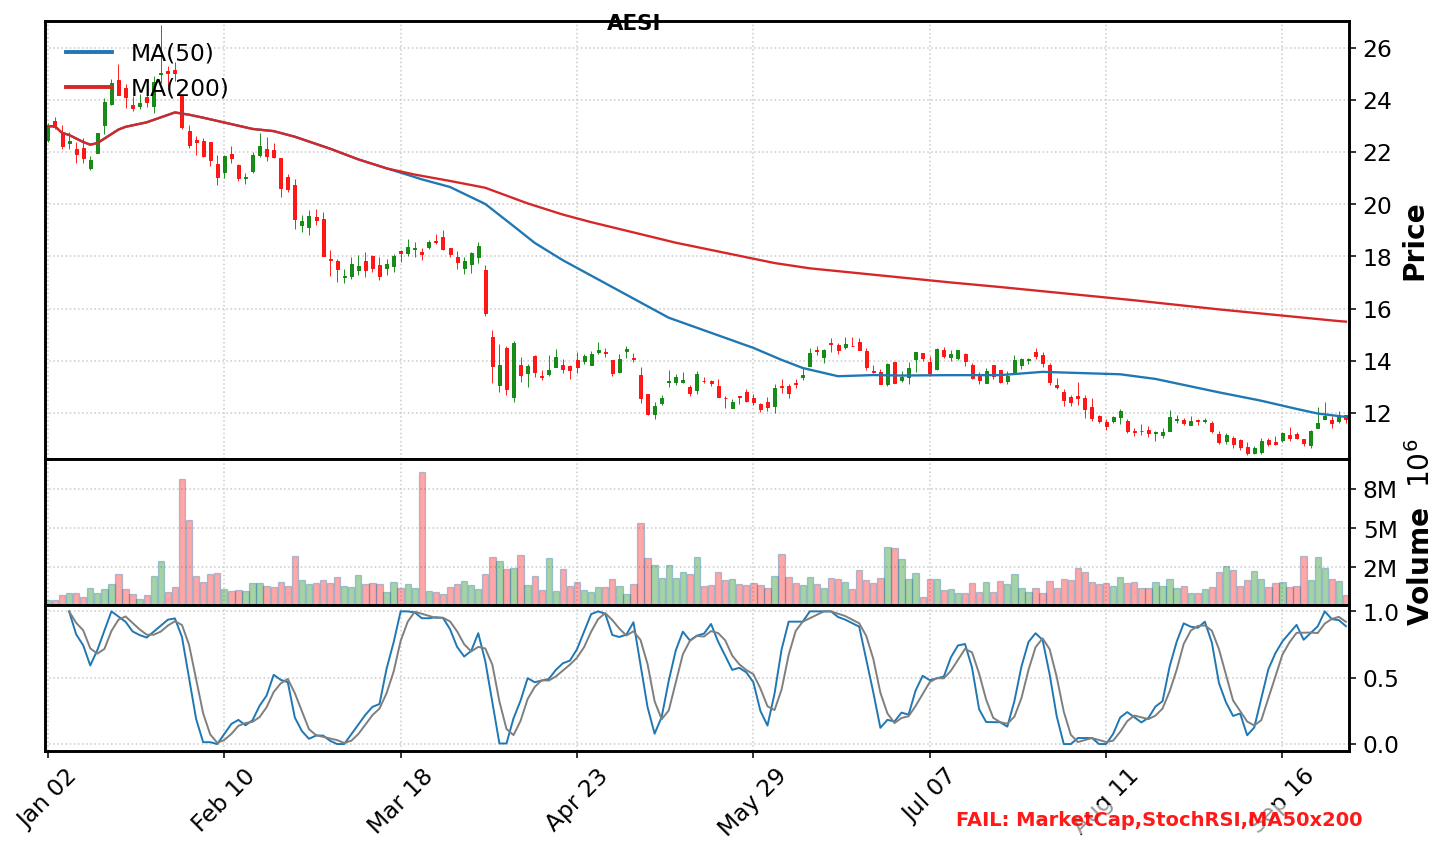 AESI
MA(50)
MA(200)
26
24
22
20
18
16
14
12
Price
8M
5M
2M
Volume 10^6
1.0
0.5
0.0
Jan 02
Feb 10
Mar 18
Apr 23
May 29
Jul 07
Aug 11
Sep 16
FAIL: MarketCap,StochRSI,MA50x200